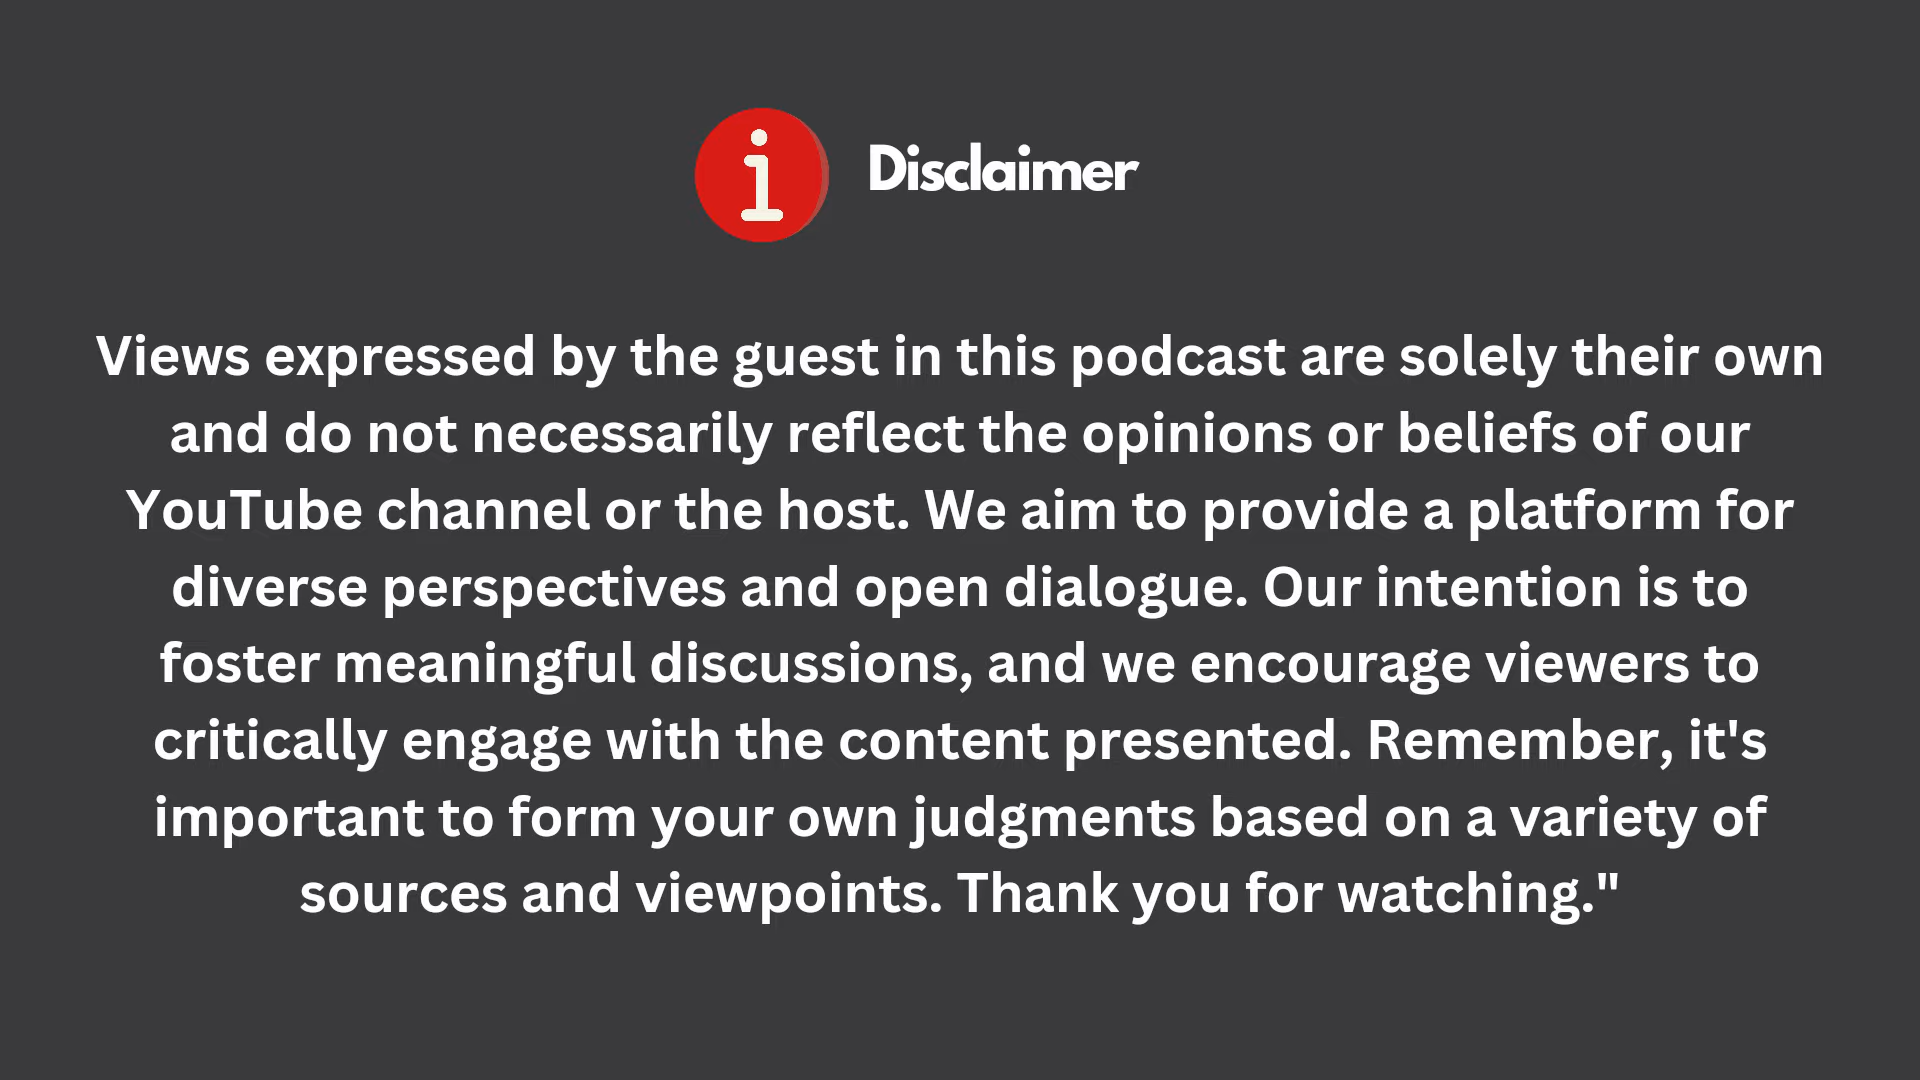 Disclaimer
Views expressed by the guest in this podcast are solely their own
and do not necessarily reflect the opinions or beliefs of our
YouTube channel or the host. We aim to provide a platform for
diverse perspectives and open dialogue. Our intention is to
foster meaningful discussions, and we encourage viewers to
critically engage with the content presented. Remember, it's
important to form your own judgments based on a variety of
sources and viewpoints. Thank you for watching."